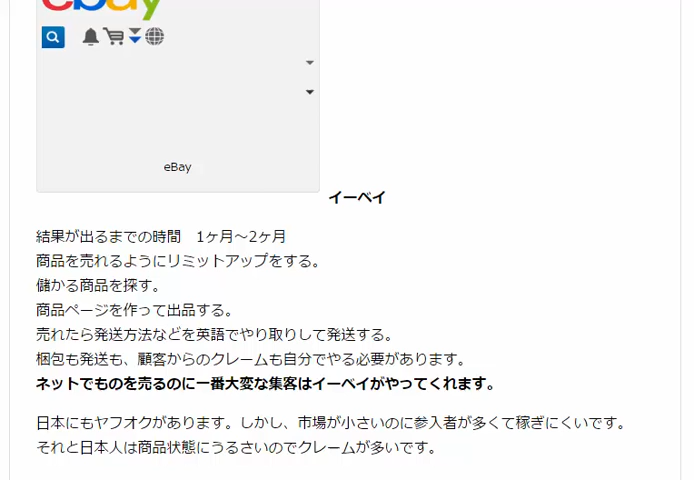 ebay
eBay
イーベイ
結果が出るまでの時間　1ヶ月～2ヶ月
商品を売れるようにリミットアップをする。
儲かる商品を探す。
商品ページを作って出品する。
売れたら発送方法などを英語でやり取りして発送する。
梱包も発送も、顧客からのクレームも自分でやる必要があります。
ネットでものを売るのに一番大変な集客はイーベイがやってくれます。
日本にもヤフオクがあります。しかし、市場が小さいのに参入者が多くて稼ぎにくいです。
それと日本人は商品状態にうるさいのでクレームが多いです。